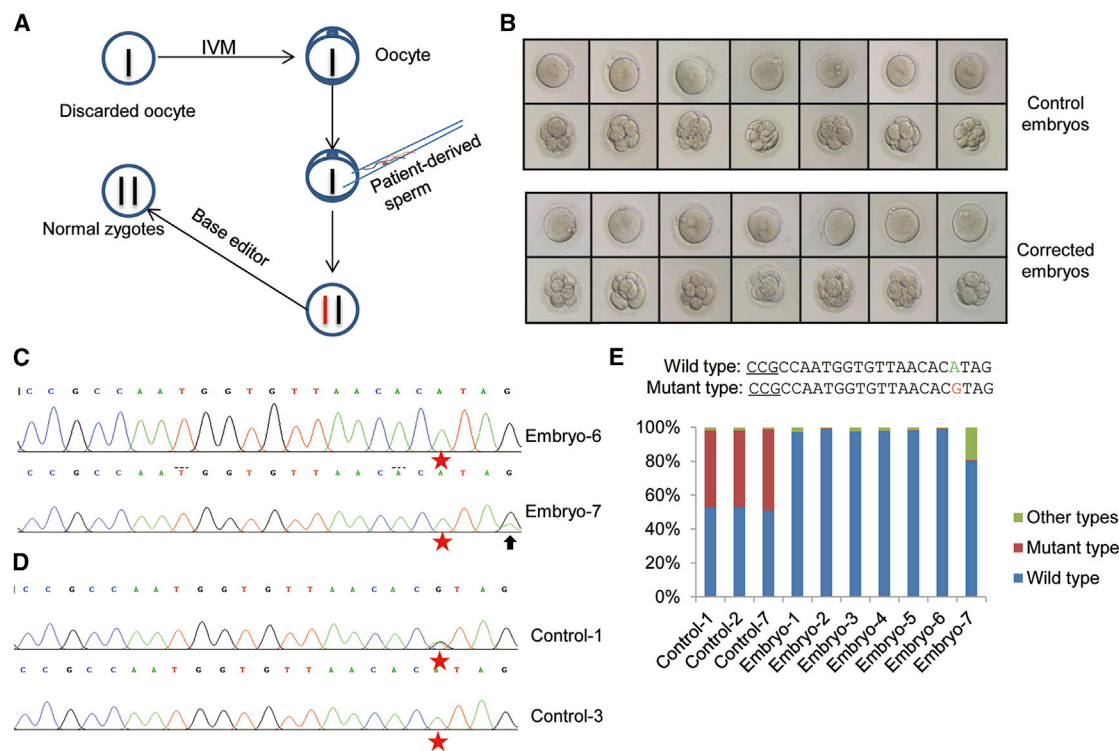 A
IVM
Oocyte
Discarded oocyte
Patient-derived
sperm
Normal zygotes
Base editor
B
Control
embryos
Corrected
embryos
C
C C G C C A A T G G T G T T A A C A C A T A G
Embryo-6
C C G C C A A T G G T G T T A A C A C A T A G
Embryo-7
D
C C G C C A A T G G T G T T A A C A C G T A G
Control-1
C C G C C A A T G G T G T T A A C A C A T A G
Control-3
E
Wild type: CCGCCAATGGTGTTAACACATAG
Mutant type: CCGCCAATGGTGTTAACACGTAG
100%
80%
60%
40%
20%
0%
Other types
Mutant type
Wild type
Control-1
Control-2
Control-7
Embryo-1
Embryo-2
Embryo-3
Embryo-4
Embryo-5
Embryo-6
Embryo-7